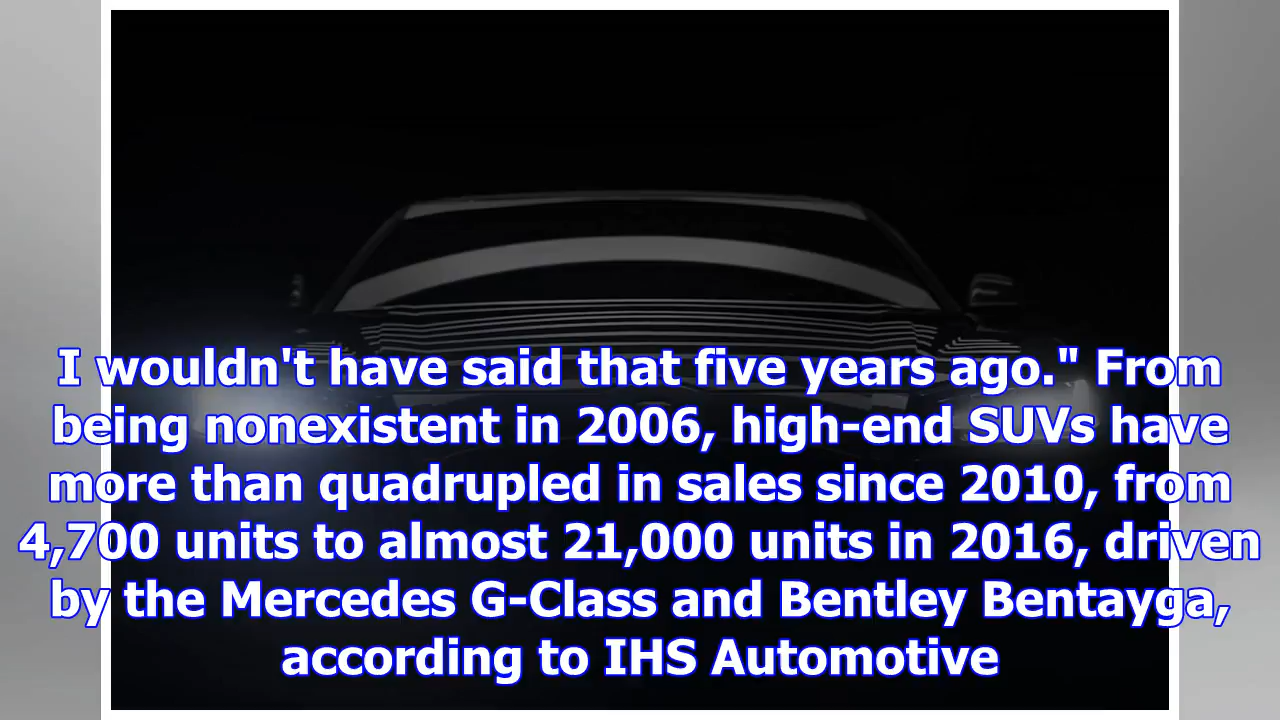 I wouldn't have said that five years ago." From
being nonexistent in 2006, high-end SUVs have
more than quadrupled in sales since 2010, from
4,700 units to almost 21,000 units in 2016, driven
by the Mercedes G-Class and Bentley Bentayga,
according to IHS Automotive